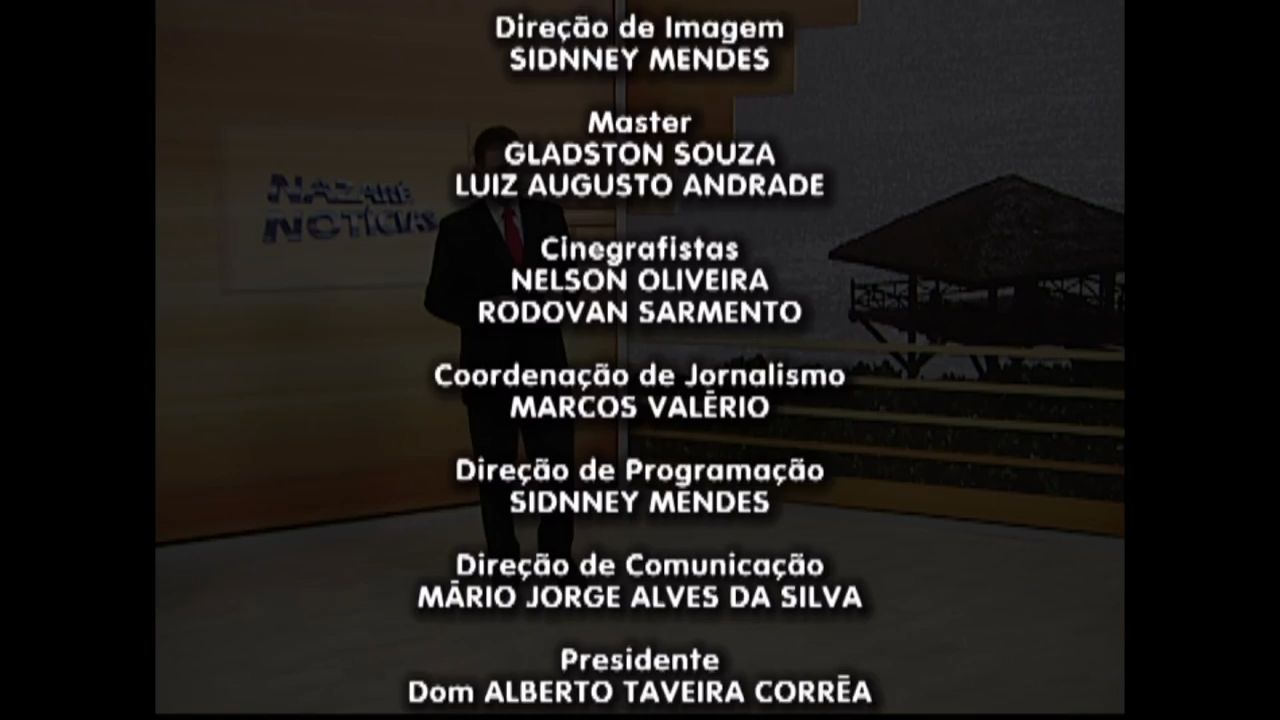 Direção de Imagem
SIDNNEY MENDES
Master
GLADSTON SOUZA
LUIZ AUGUSTO ANDRADE
NAZARÉ
NOTÍCIAS
Cinegrafistas
NELSON OLIVEIRA
RODOVAN SARMENTO
Coordenação de Jornalismo
MARCOS VALÉRIO
Direção de Programação
SIDNNEY MENDES
Direção de Comunicação
MÁRIO JORGE ALVES DA SILVA
Presidente
Dom ALBERTO TAVEIRA CORRÊA